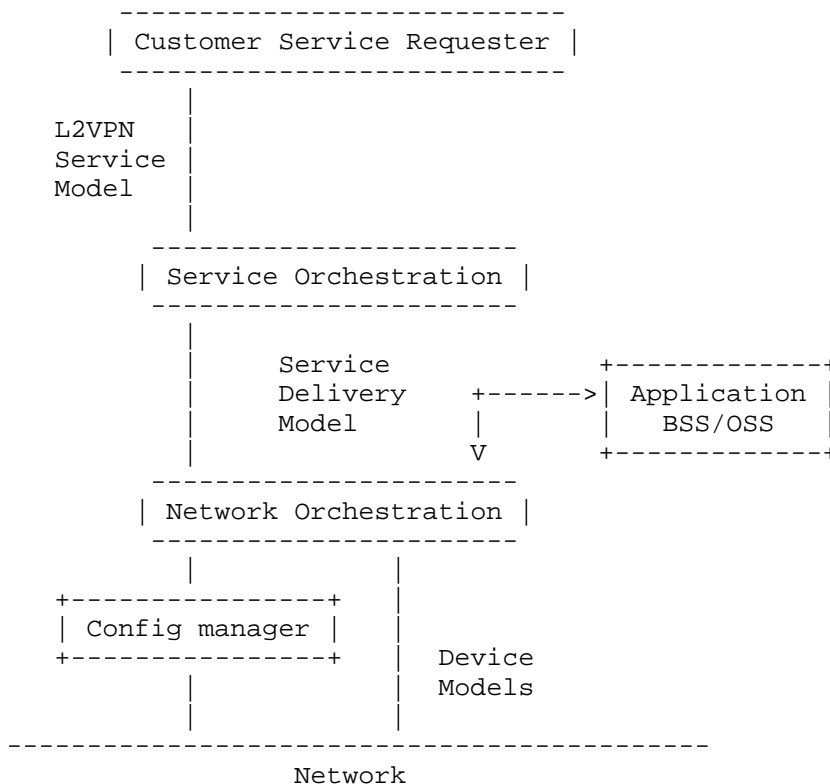 Customer Service Requester
L2VPN
Service
Model
Service Orchestration
Service
Delivery
Model
Application
BSS/OSS
Network Orchestration
Config manager
Device
Models
Network